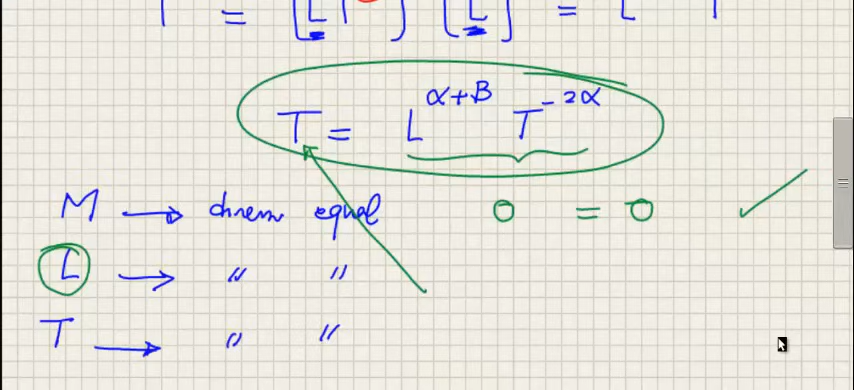 = [L T ] [L] = L T
T = L^α+β T^-2α
M → dimen equal 0 = 0 ✓
L → " "
T → " "